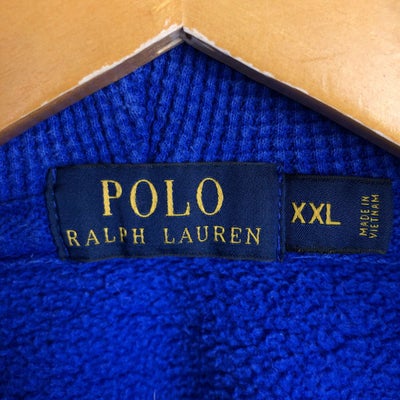 POLO
RALPH LAUREN
XXL
MADE IN
VIETNAM